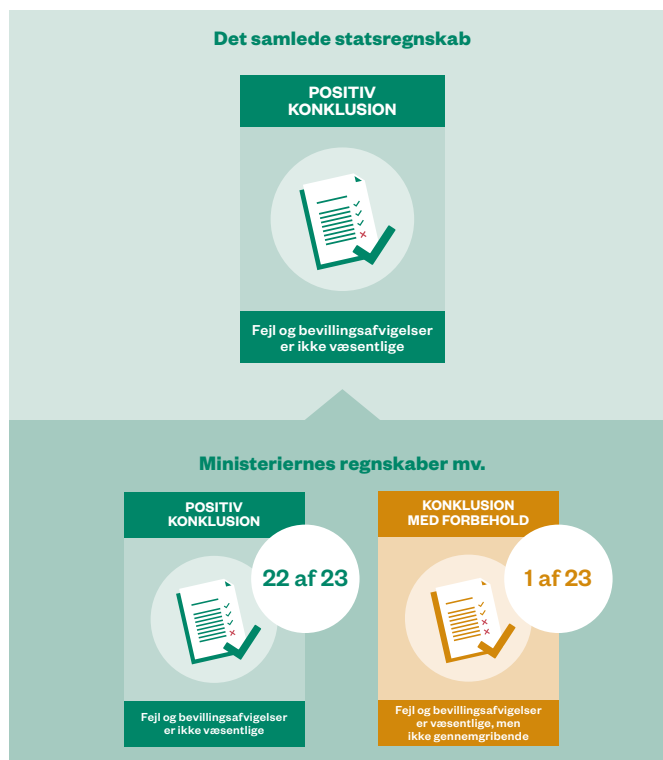 Det samlede statsregnskab
POSITIV
KONKLUSION
Fejl og bevillingsafvigelser
er ikke væsentlige
Ministeriernes regnskaber mv.
POSITIV
KONKLUSION
22 af 23
Fejl og bevillingsafvigelser
er ikke væsentlige
KONKLUSION
MED FORBEHOLD
1 af 23
Fejl og bevillingsafvigelser
er væsentlige, men
ikke gennemgribende